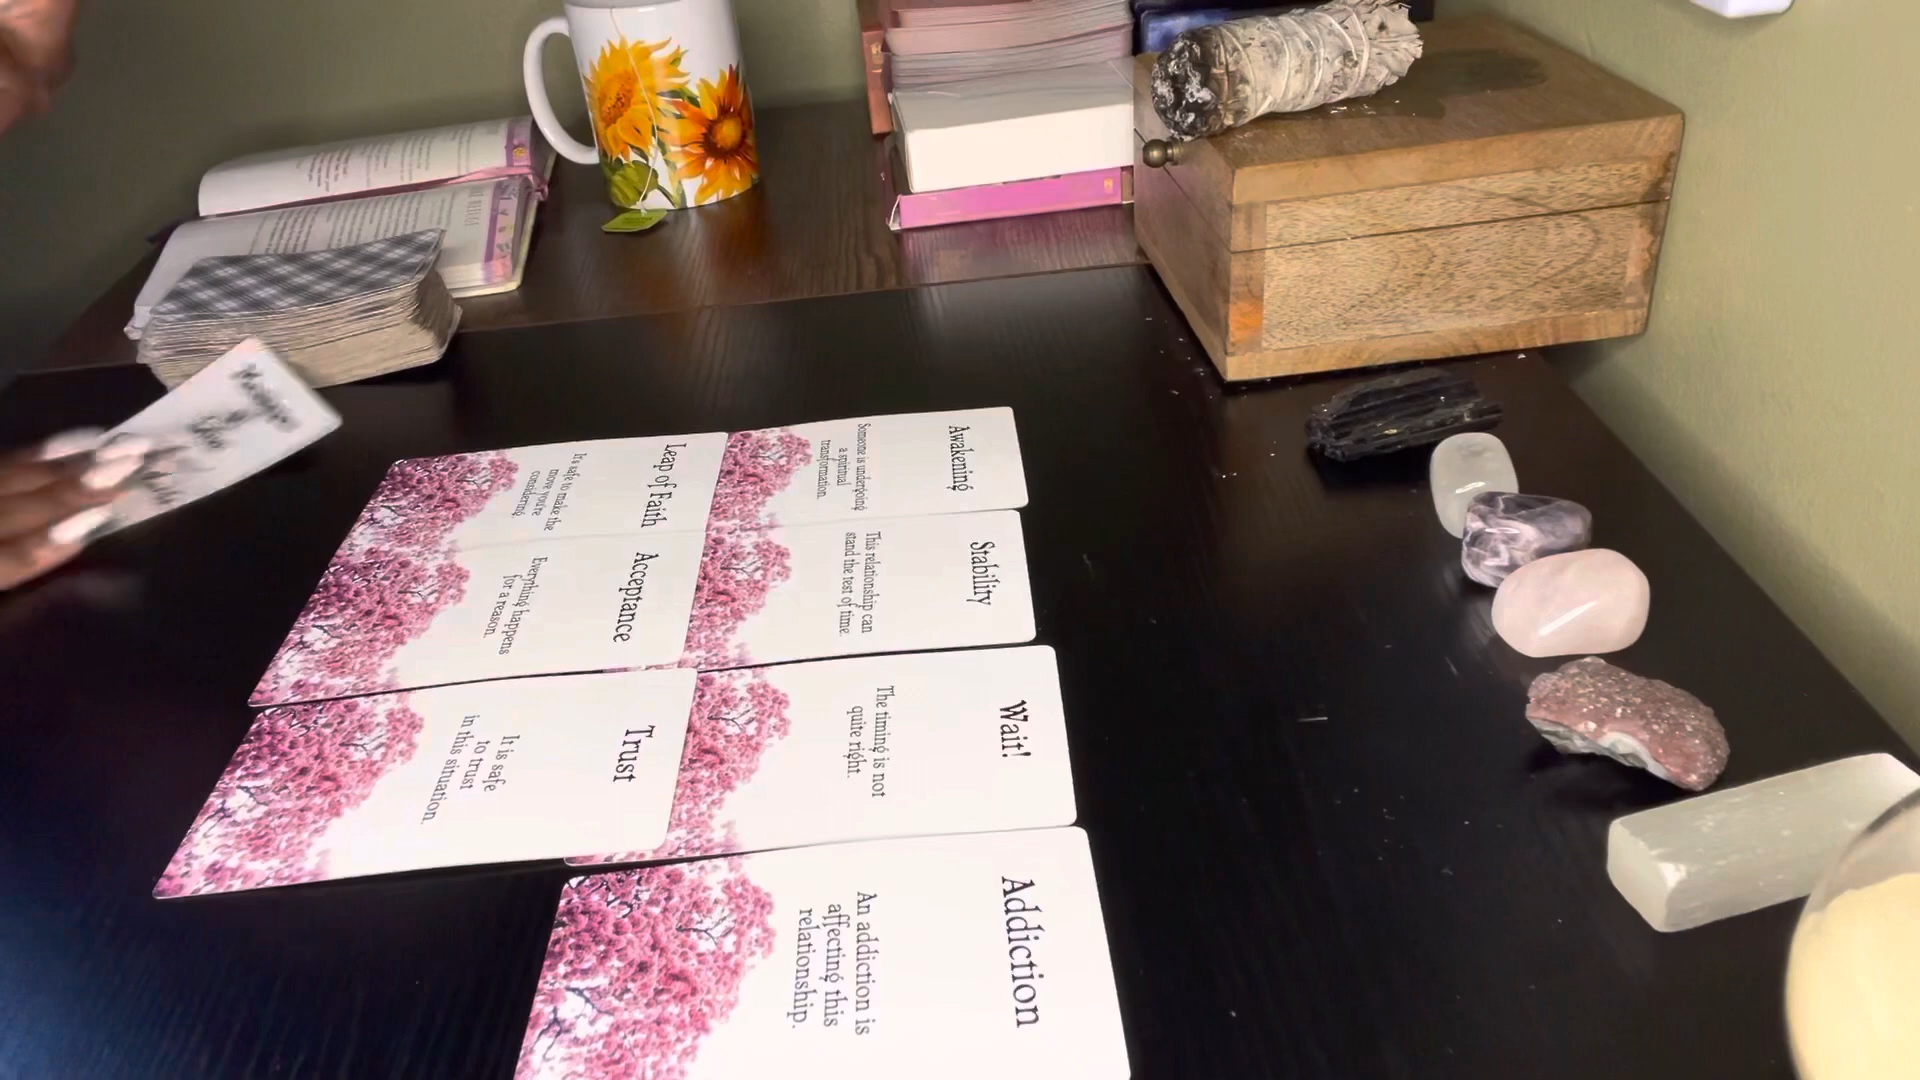 Awakening
Someone is undergoing
a spiritual
transformation.
Stability
This relationship can
stand the test of time.
Wait!
The timing is not
quite right.
Addiction
An addiction is
affecting this
relationship.
Leap of Faith
It's safe to make the
move you're
considering.
Acceptance
Everything happens
for a reason.
Trust
It is safe
to trust
in this situation.